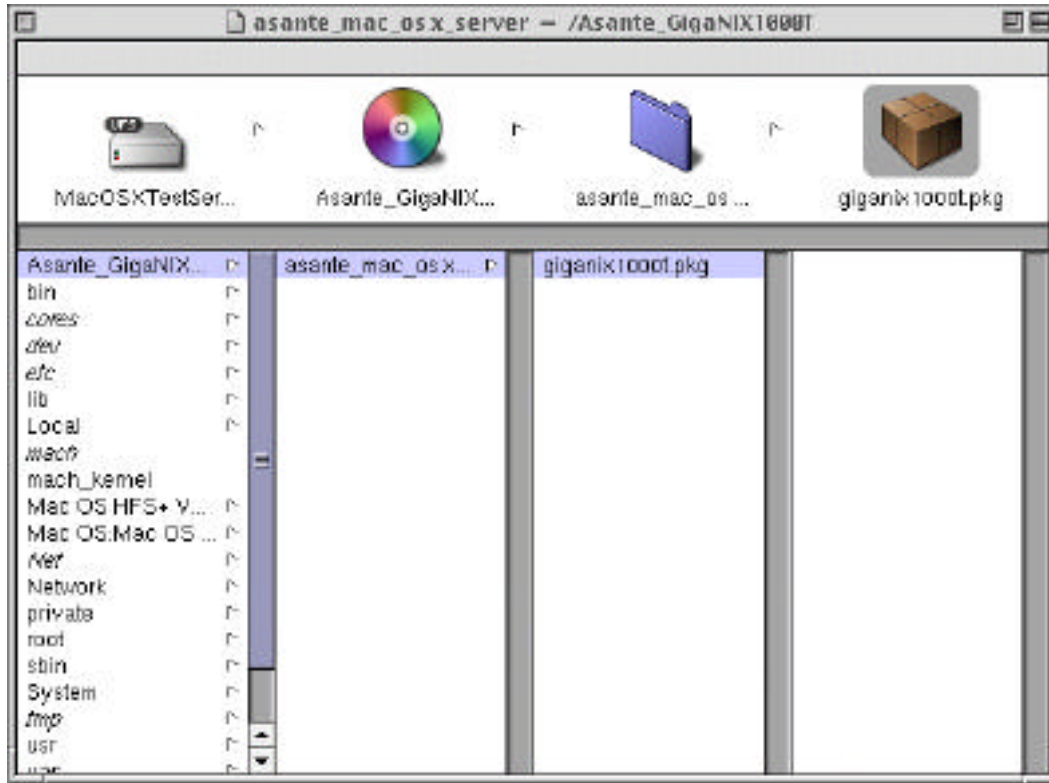 asante_mac_osx_server — /Asante_GigaNIX1000T
MacOSXTestSer...
Asante_GigaNIX...
asante_mac_os ...
giganix1000t.pkg
Asante_GigaNIX... asante_mac_osx... giganix1000t.pkg
bin
cores
dev
etc
lib
Local
mach
mach_kernel
Mac OS HFS+ V...
Mac OS:Mac OS ...
Net
Network
private
root
sbin
System
tmp
usr